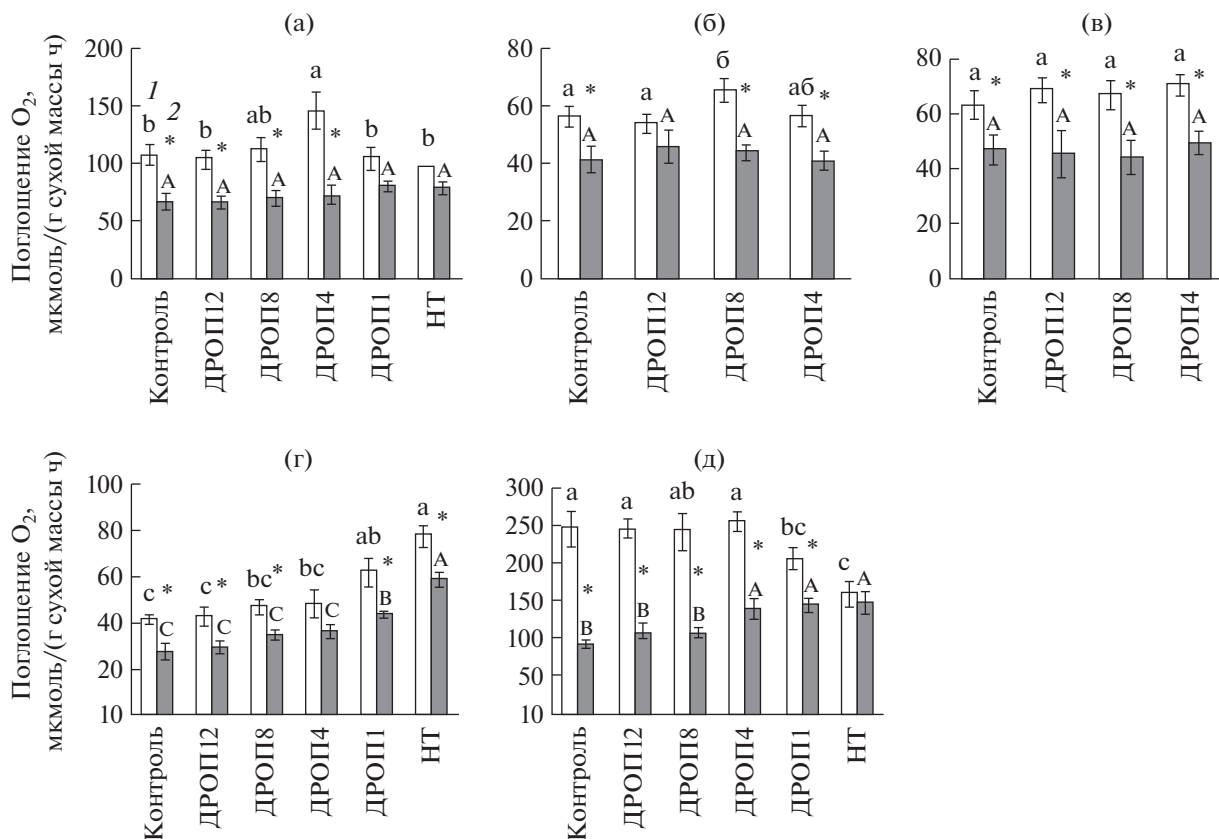 (а)
Поглощение O₂,
мкмоль/(г сухой массы ч)
200
150
100
50
0
1
2
b
*
A
b
*
A
ab
*
A
a
*
A
b
A
b
A
Контроль
ДРОП12
ДРОП8
ДРОП4
ДРОП1
НТ
(б)
80
60
40
20
0
a
*
A
a
A
б
*
A
aб
*
A
Контроль
ДРОП12
ДРОП8
ДРОП4
(в)
80
60
40
20
0
a
*
A
a
*
A
a
*
A
a
*
A
Контроль
ДРОП12
ДРОП8
ДРОП4
(г)
Поглощение O₂,
мкмоль/(г сухой массы ч)
100
80
60
40
20
10
c
*
C
c
*
C
bc
*
C
bc
C
ab
*
B
a
*
A
Контроль
ДРОП12
ДРОП8
ДРОП4
ДРОП1
НТ
(д)
300
250
200
150
100
50
10
a
*
B
a
*
B
ab
*
B
a
*
A
bc
*
A
c
A
Контроль
ДРОП12
ДРОП8
ДРОП4
ДРОП1
НТ